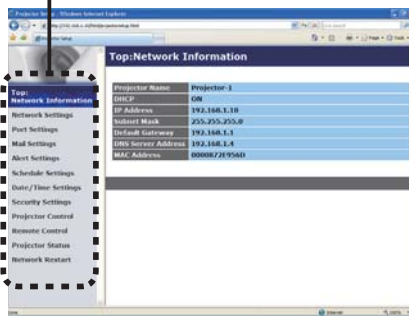 Projector Setup - Windows Internet Explorer
Top:Network Information
Top:
Network Information
Network Settings
Port Settings
Mail Settings
Alert Settings
Schedule Settings
Date/Time Settings
Security Settings
Projector Control
Remote Control
Projector Status
Network Restart
Projector Name Projector-1
DHCP ON
IP Address 192.168.1.10
Subnet Mask 255.255.255.0
Default Gateway 192.168.1.1
DNS Server Address 192.168.1.4
MAC Address 0000872E956D
Internet